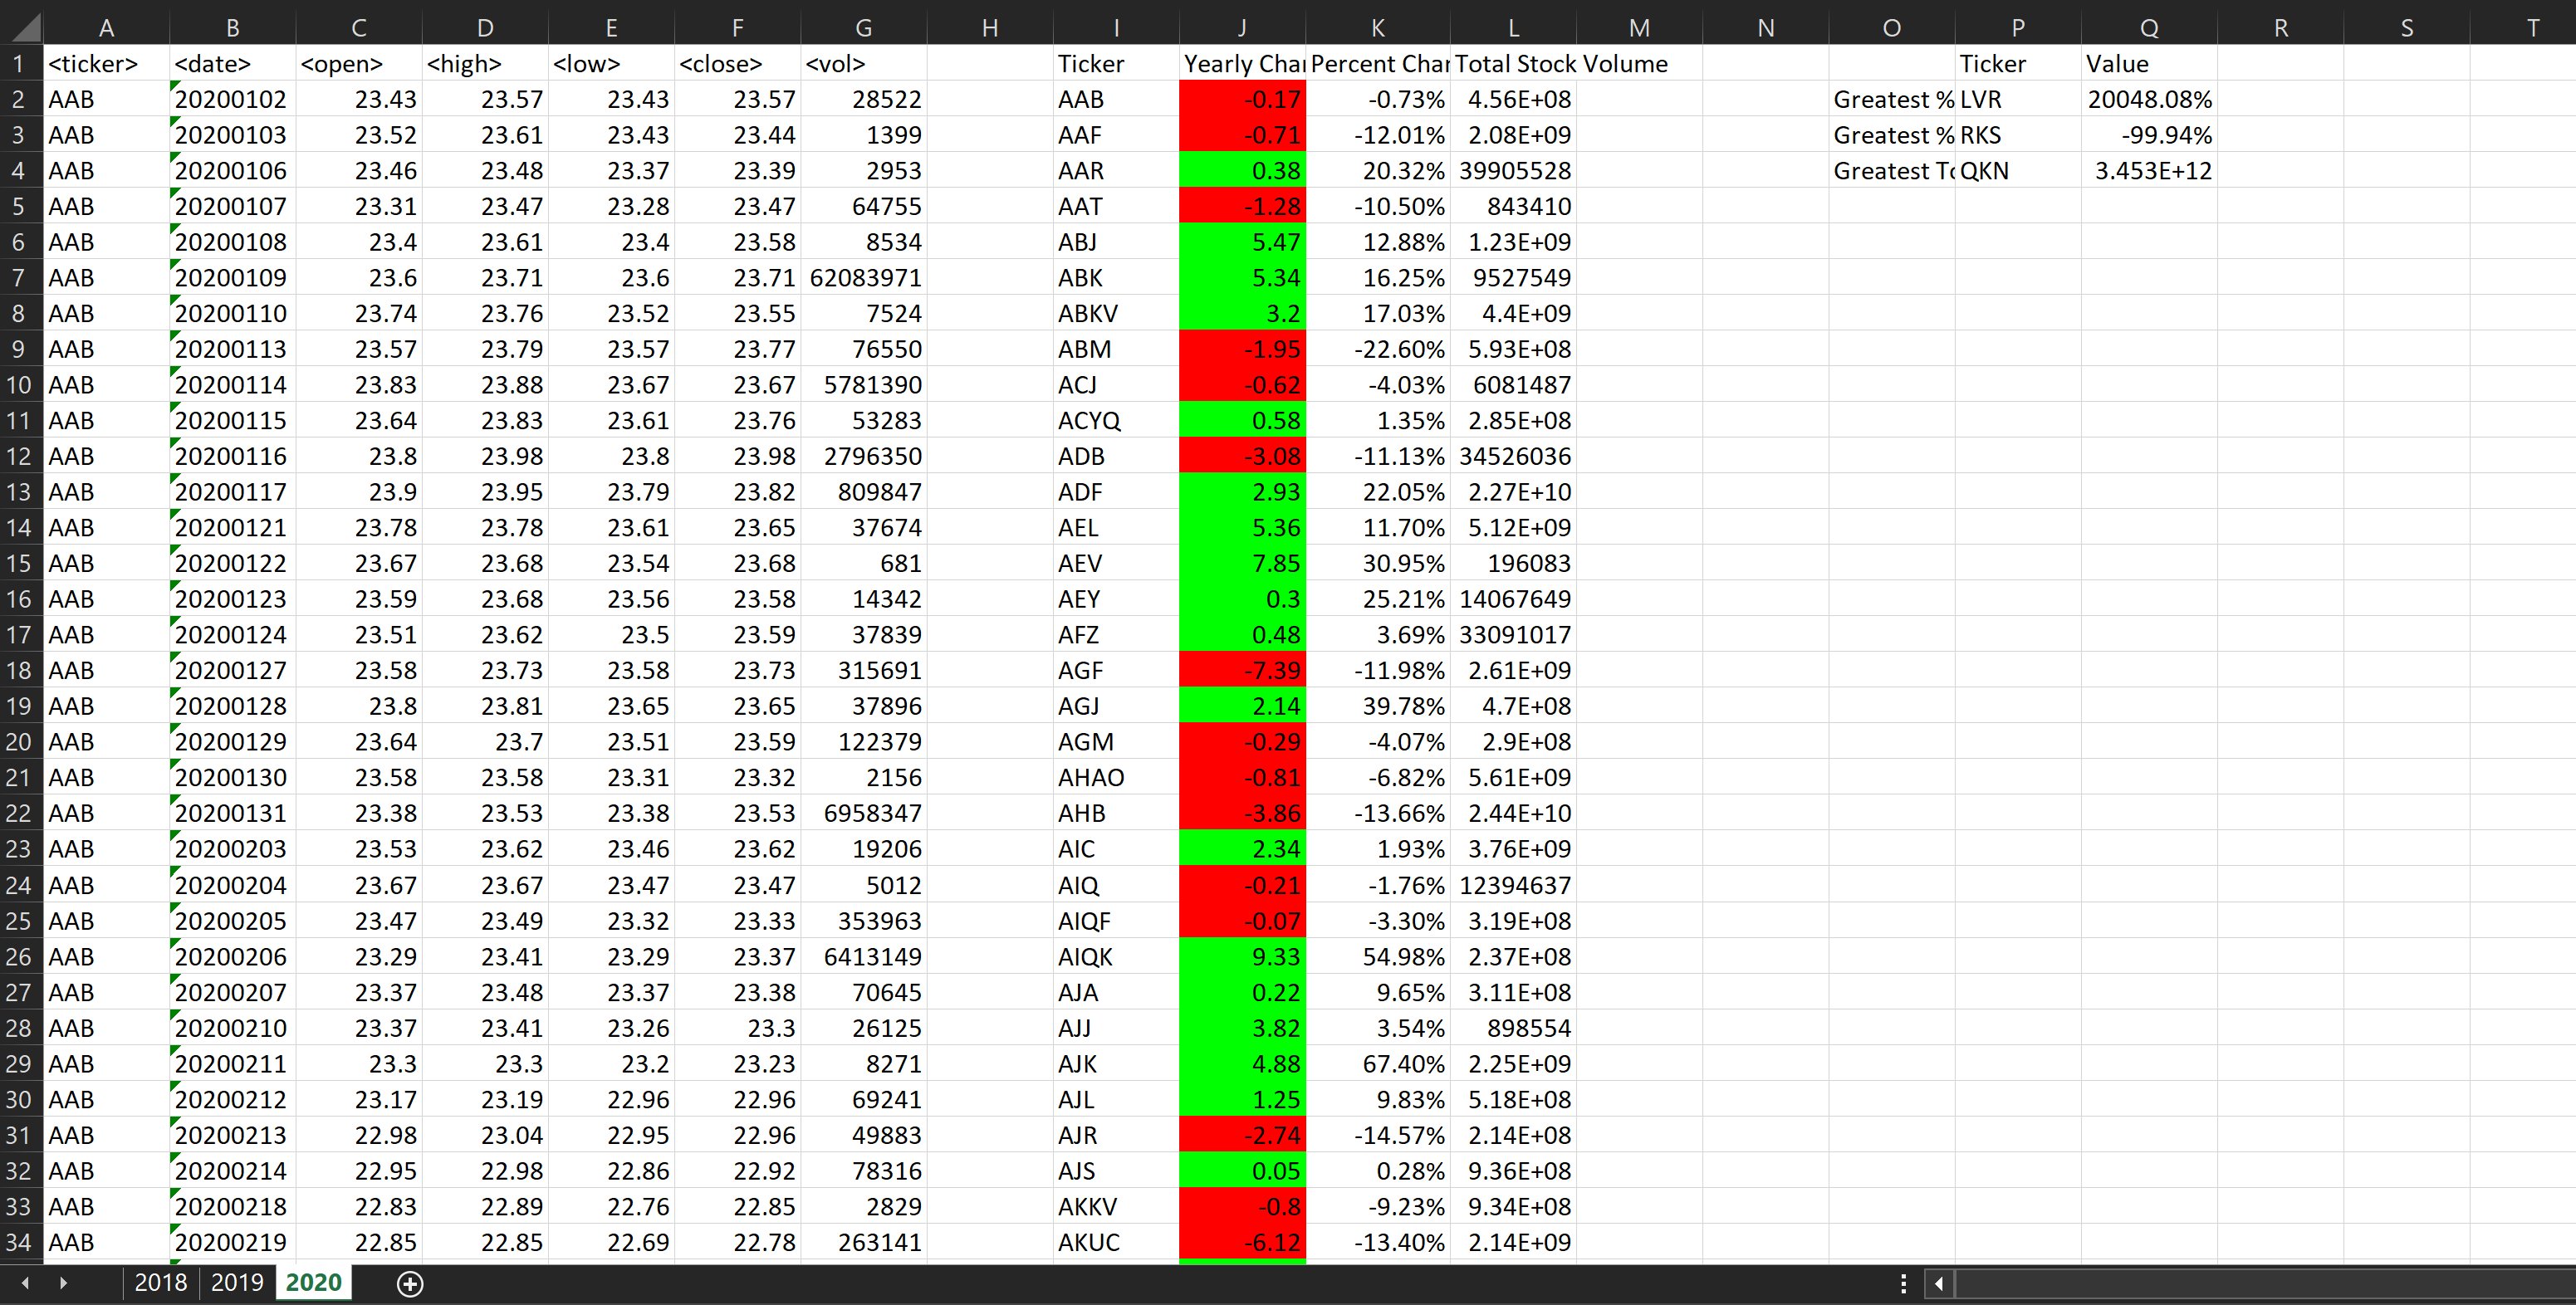 A B C D E F G H I J K L M N O P Q R S T
1 <ticker> <date> <open> <high> <low> <close> <vol> Ticker Yearly Char Percent Char Total Stock Volume Ticker Value
2 AAB 20200102 23.43 23.57 23.43 23.57 28522 AAB -0.17 -0.73% 4.56E+08 Greatest % LVR 20048.08%
3 AAB 20200103 23.52 23.61 23.43 23.44 1399 AAF -0.71 -12.01% 2.08E+09 Greatest % RKS -99.94%
4 AAB 20200106 23.46 23.48 23.37 23.39 2953 AAR 0.38 20.32% 39905528 Greatest To QKN 3.453E+12
5 AAB 20200107 23.31 23.47 23.28 23.47 64755 AAT -1.28 -10.50% 843410
6 AAB 20200108 23.4 23.61 23.4 23.58 8534 ABJ 5.47 12.88% 1.23E+09
7 AAB 20200109 23.6 23.71 23.6 23.71 62083971 ABK 5.34 16.25% 9527549
8 AAB 20200110 23.74 23.76 23.52 23.55 7524 ABKV 3.2 17.03% 4.4E+09
9 AAB 20200113 23.57 23.79 23.57 23.77 76550 ABM -1.95 -22.60% 5.93E+08
10 AAB 20200114 23.83 23.88 23.67 23.67 5781390 ACJ -0.62 -4.03% 6081487
11 AAB 20200115 23.64 23.83 23.61 23.76 53283 ACYQ 0.58 1.35% 2.85E+08
12 AAB 20200116 23.8 23.98 23.8 23.98 2796350 ADB -3.08 -11.13% 34526036
13 AAB 20200117 23.9 23.95 23.79 23.82 809847 ADF 2.93 22.05% 2.27E+10
14 AAB 20200121 23.78 23.78 23.61 23.65 37674 AEL 5.36 11.70% 5.12E+09
15 AAB 20200122 23.67 23.68 23.54 23.68 681 AEV 7.85 30.95% 196083
16 AAB 20200123 23.59 23.68 23.56 23.58 14342 AEY 0.3 25.21% 14067649
17 AAB 20200124 23.51 23.62 23.5 23.59 37839 AFZ 0.48 3.69% 33091017
18 AAB 20200127 23.58 23.73 23.58 23.73 315691 AGF -7.39 -11.98% 2.61E+09
19 AAB 20200128 23.8 23.81 23.65 23.65 37896 AGJ 2.14 39.78% 4.7E+08
20 AAB 20200129 23.64 23.7 23.51 23.59 122379 AGM -0.29 -4.07% 2.9E+08
21 AAB 20200130 23.58 23.58 23.31 23.32 2156 AHAO -0.81 -6.82% 5.61E+09
22 AAB 20200131 23.38 23.53 23.38 23.53 6958347 AHB -3.86 -13.66% 2.44E+10
23 AAB 20200203 23.53 23.62 23.46 23.62 19206 AIC 2.34 1.93% 3.76E+09
24 AAB 20200204 23.67 23.67 23.47 23.47 5012 AIQ -0.21 -1.76% 12394637
25 AAB 20200205 23.47 23.49 23.32 23.33 353963 AIQF -0.07 -3.30% 3.19E+08
26 AAB 20200206 23.29 23.41 23.29 23.37 6413149 AIQK 9.33 54.98% 2.37E+08
27 AAB 20200207 23.37 23.48 23.37 23.38 70645 AJA 0.22 9.65% 3.11E+08
28 AAB 20200210 23.37 23.41 23.26 23.3 26125 AJJ 3.82 3.54% 898554
29 AAB 20200211 23.3 23.3 23.2 23.23 8271 AJK 4.88 67.40% 2.25E+09
30 AAB 20200212 23.17 23.19 22.96 22.96 69241 AJL 1.25 9.83% 5.18E+08
31 AAB 20200213 22.98 23.04 22.95 22.96 49883 AJR -2.74 -14.57% 2.14E+08
32 AAB 20200214 22.95 22.98 22.86 22.92 78316 AJS 0.05 0.28% 9.36E+08
33 AAB 20200218 22.83 22.89 22.76 22.85 2829 AKKV -0.8 -9.23% 9.34E+08
34 AAB 20200219 22.85 22.85 22.69 22.78 263141 AKUC -6.12 -13.40% 2.14E+09
2018 2019 2020